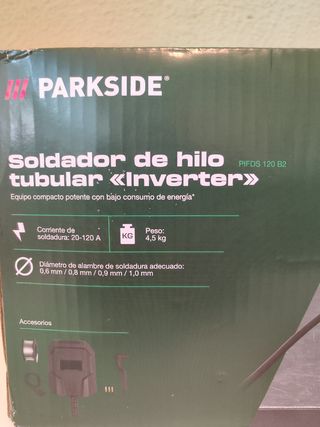 PARKSIDE®
Soldador de hilo
tubular «Inverter»
PIFDS 120 B2
Equipo compacto potente con bajo consumo de energía*
Corriente de
soldadura: 20-120 A
KG
Peso:
4,5 kg
Diámetro de alambre de soldadura adecuado:
0,6 mm / 0,8 mm / 0,9 mm / 1,0 mm
Accesorios